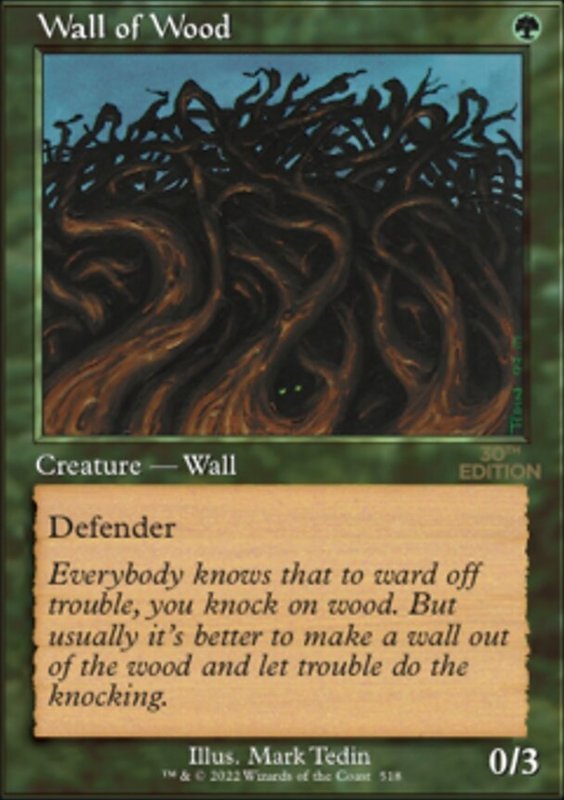 Wall of Wood
30TH
EDITION
Creature — Wall
Defender
Everybody knows that to ward off
trouble, you knock on wood. But
usually it's better to make a wall out
of the wood and let trouble do the
knocking.
Illus. Mark Tedin
0/3
™ & © 2022 Wizards of the Coast 518